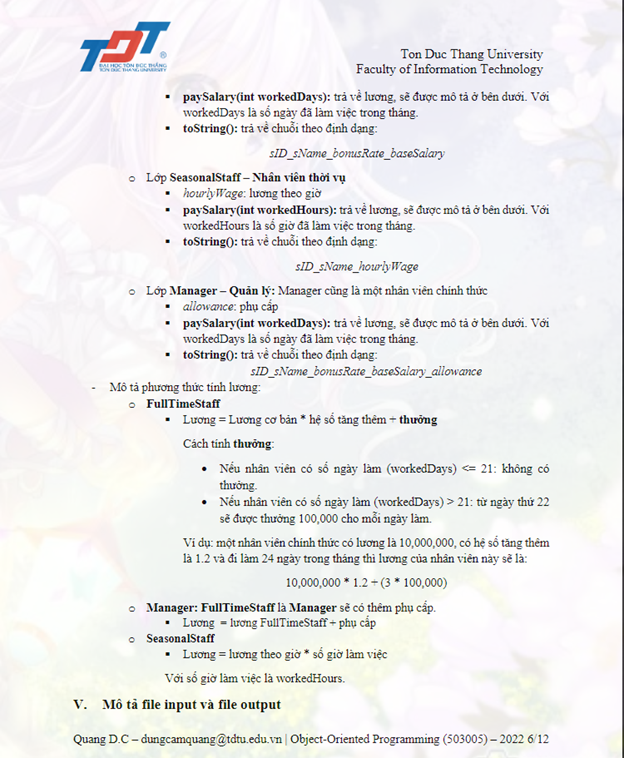 TDT
®
ĐẠI HỌC TÔN ĐỨC THẮNG
TON DUC THANG UNIVERSITY
Ton Duc Thang University
Faculty of Information Technology
▪ paySalary(int workedDays): trả về lương, sẽ được mô tả ở bên dưới. Với
workedDays là số ngày đã làm việc trong tháng.
▪ toString(): trả về chuỗi theo định dạng:
sID_sName_bonusRate_baseSalary
o Lớp SeasonalStaff – Nhân viên thời vụ
▪ hourlyWage: lương theo giờ
▪ paySalary(int workedHours): trả về lương, sẽ được mô tả ở bên dưới. Với
workedHours là số giờ đã làm việc trong tháng.
▪ toString(): trả về chuỗi theo định dạng:
sID_sName_hourlyWage
o Lớp Manager – Quản lý: Manager cũng là một nhân viên chính thức
▪ allowance: phụ cấp
▪ paySalary(int workedDays): trả về lương, sẽ được mô tả ở bên dưới. Với
workedDays là số ngày đã làm việc trong tháng.
▪ toString(): trả về chuỗi theo định dạng:
sID_sName_bonusRate_baseSalary_allowance
- Mô tả phương thức tính lương:
o FullTimeStaff
▪ Lương = Lương cơ bản * hệ số tăng thêm + thưởng
Cách tính thưởng:
• Nếu nhân viên có số ngày làm (workedDays) <= 21: không có
thưởng.
• Nếu nhân viên có số ngày làm (workedDays) > 21: từ ngày thứ 22
sẽ được thưởng 100,000 cho mỗi ngày làm.
Ví dụ: một nhân viên chính thức có lương là 10,000,000, có hệ số tăng thêm
là 1.2 và đi làm 24 ngày trong tháng thì lương của nhân viên này sẽ là:
10,000,000 * 1.2 + (3 * 100,000)
o Manager: FullTimeStaff là Manager sẽ có thêm phụ cấp.
▪ Lương = lương FullTimeStaff + phụ cấp
o SeasonalStaff
▪ Lương = lương theo giờ * số giờ làm việc
Với số giờ làm việc là workedHours.
V. Mô tả file input và file output
Quang D.C – dungcamquang@tdtu.edu.vn | Object-Oriented Programming (503005) – 2022 6/12